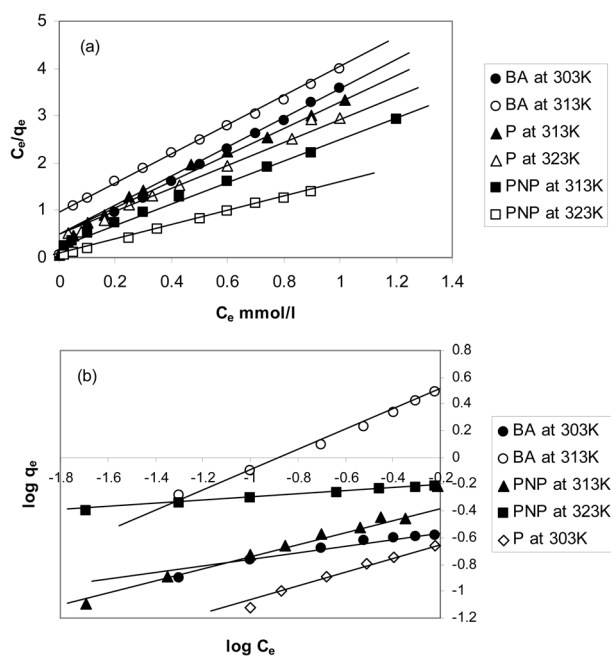 (a)
5
4
3
2
1
0
Ce/qe
0 0.2 0.4 0.6 0.8 1 1.2 1.4
Ce mmol/l
BA at 303K
BA at 313K
P at 313K
P at 323K
PNP at 313K
PNP at 323K
(b)
0.8
0.6
0.4
0.2
0
-0.2
-0.4
-0.6
-0.8
-1
-1.2
-1.8 -1.6 -1.4 -1.2 -1 -0.8 -0.6 -0.4 -0.2
log qe
log Ce
BA at 303K
BA at 313K
PNP at 313K
PNP at 323K
P at 303K